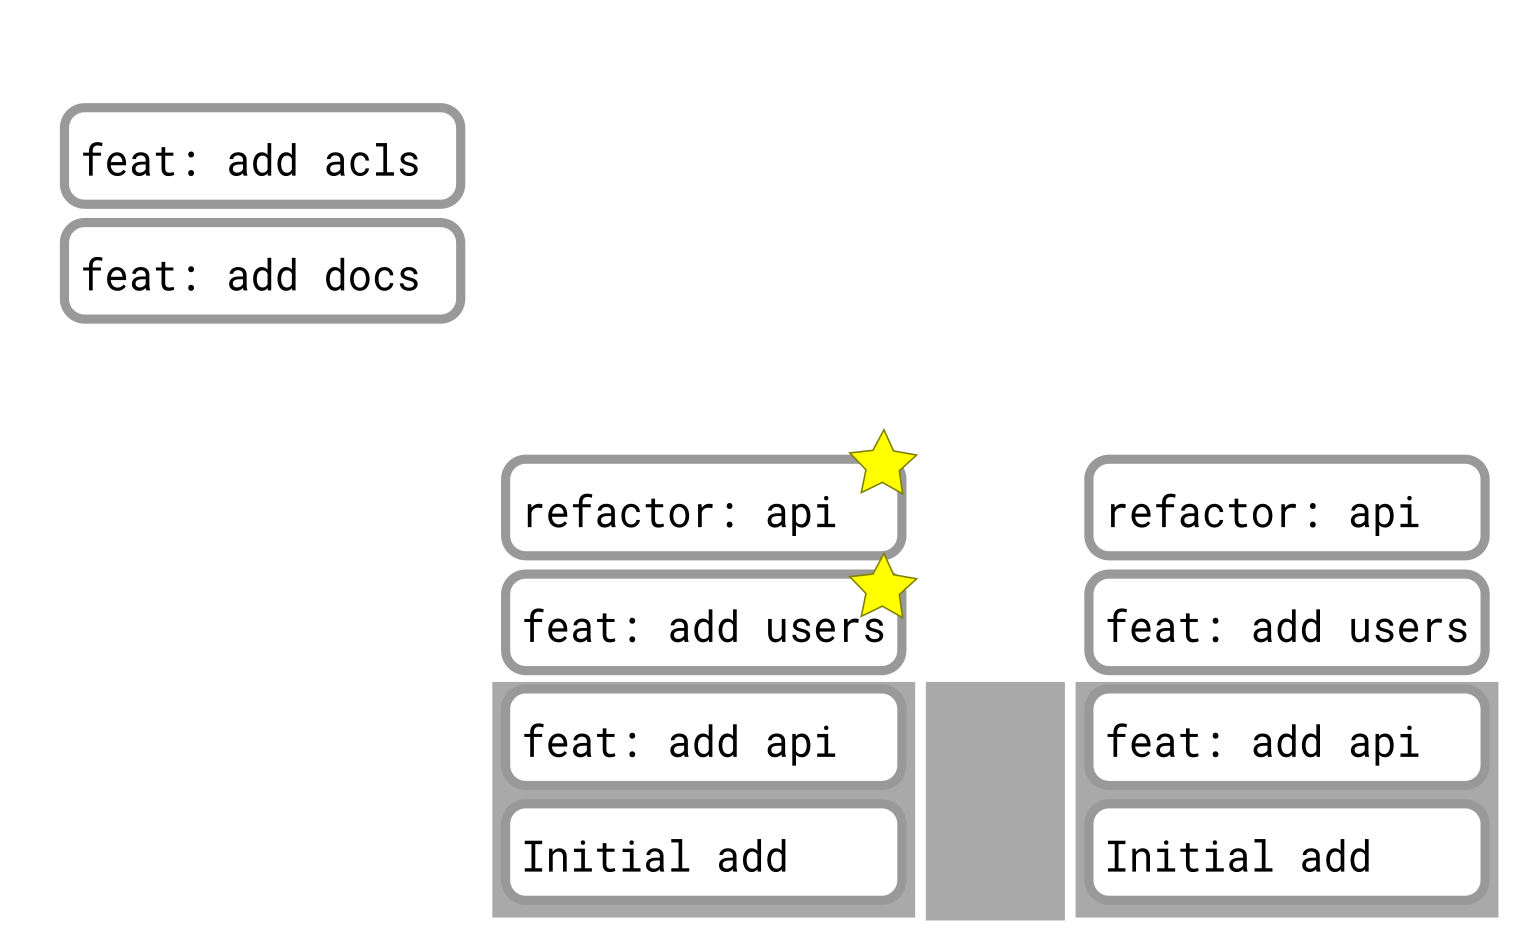 feat: add acls
feat: add docs
refactor: api
feat: add users
feat: add api
Initial add
refactor: api
feat: add users
feat: add api
Initial add